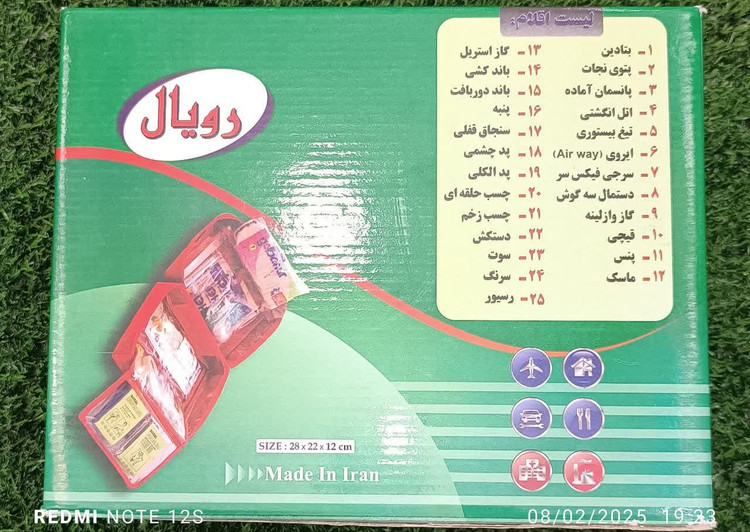 لیست اقلام:
۱ - بتادین
۲ - پتوی نجات
۳ - پانسمان آماده
۴ - اتل انگشتی
۵ - تیغ بیستوری
۶ - ایروی (Air way)
۷ - سرجی فیکس سر
۸ - دستمال سه گوش
۹ - گاز وازلینه
۱۰ - قیچی
۱۱ - پنس
۱۲ - ماسک
۱۳ - گاز استریل
۱۴ - باند کشی
۱۵ - باند دوربافت
۱۶ - پنبه
۱۷ - سنجاق قفلی
۱۸ - پد چشمی
۱۹ - پد الکلی
۲۰ - چسب حلقه ای
۲۱ - چسب زخم
۲۲ - دستکش
۲۳ - سوت
۲۴ - سرنگ
۲۵ - رسیور
رویال
SIZE : 28 x 22 x 12 cm
Made In Iran
REDMI NOTE 12S
08/02/2025 19:23